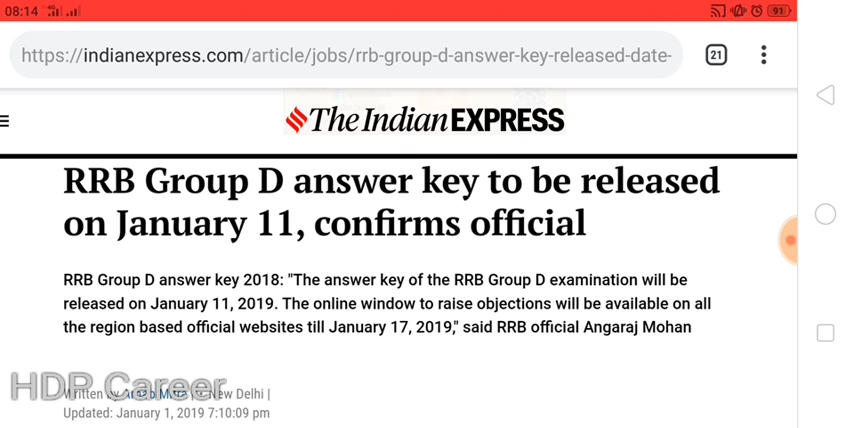 08:14 4G 91
https://indianexpress.com/article/jobs/rrb-group-d-answer-key-released-date- 21
The Indian EXPRESS
RRB Group D answer key to be released
on January 11, confirms official
RRB Group D answer key 2018: "The answer key of the RRB Group D examination will be
released on January 11, 2019. The online window to raise objections will be available on all
the region based official websites till January 17, 2019," said RRB official Angaraj Mohan
HDP Career
Written by New Delhi |
Updated: January 1, 2019 7:10:09 pm